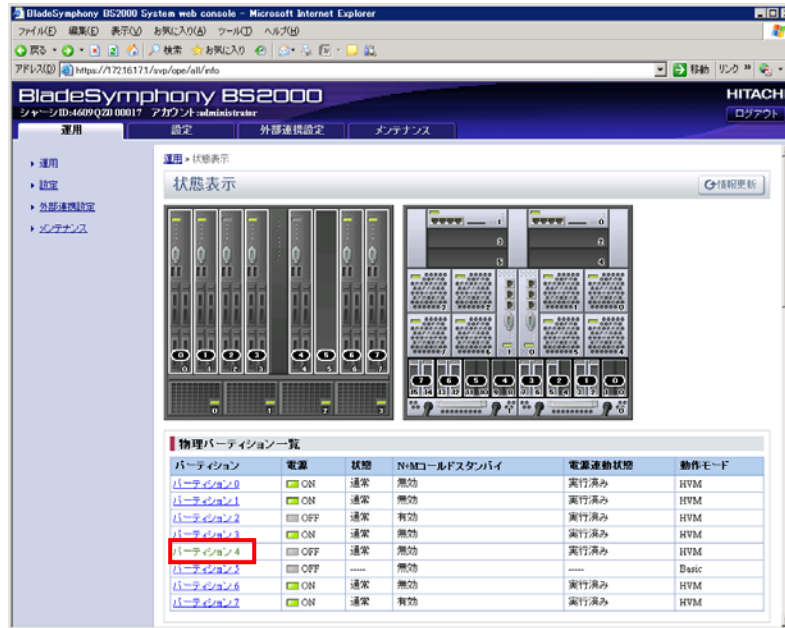 BladeSymphony BS2000 System web console - Microsoft Internet Explorer
ファイル(F) 編集(E) 表示(V) お気に入り(A) ツール(T) ヘルプ(H)
戻る 検索 お気に入り
アドレス(D) https://17216171/svp/ope/all/info 移動 リンク »
BladeSymphony BS2000 HITACHI
シャーシID:4609QZ0 00017 アカウント:administrator ログアウト
運用 設定 外部連携設定 メンテナンス
運用
設定
外部連携設定
メンテナンス
運用 > 状態表示
状態表示 情報更新
物理パーティション一覧
パーティション 電源 状態 N+Mコールドスタンバイ 電源連動状態 動作モード
パーティション 0 ON 通常 無効 実行済み HVM
パーティション 1 ON 通常 無効 実行済み HVM
パーティション 2 OFF 通常 有効 実行済み HVM
パーティション 3 ON 通常 無効 実行済み HVM
パーティション 4 OFF 通常 無効 実行済み HVM
パーティション 5 OFF ----- ----- Basic
パーティション 6 ON 通常 無効 実行済み HVM
パーティション 7 ON 通常 有効 実行済み HVM